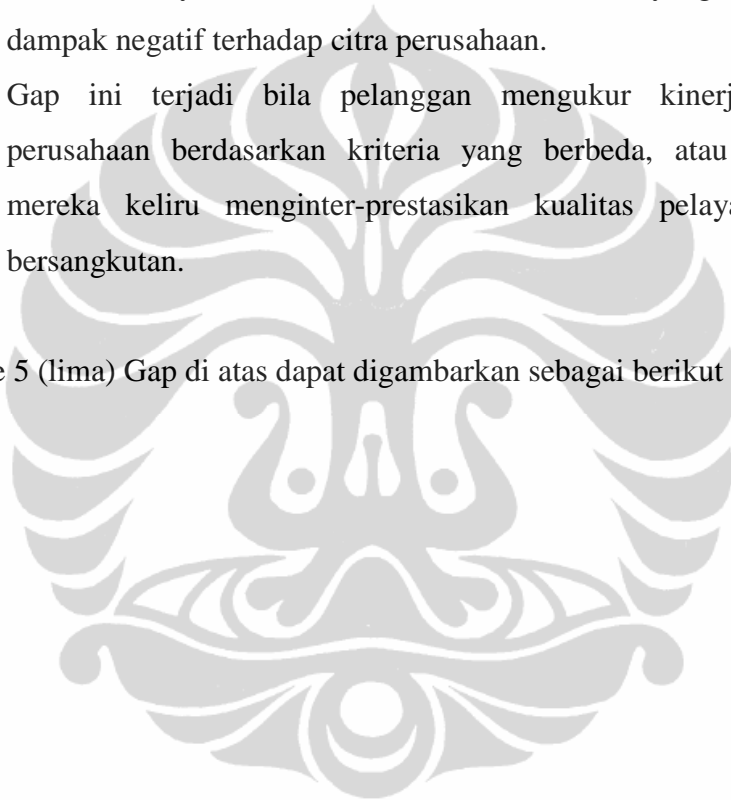 dampak negatif terhadap citra perusahaan.
Gap ini terjadi bila pelanggan mengukur kinerj
perusahaan berdasarkan kriteria yang berbeda, atau
mereka keliru menginter-prestasikan kualitas pelaya
bersangkutan.
e 5 (lima) Gap di atas dapat digambarkan sebagai berikut